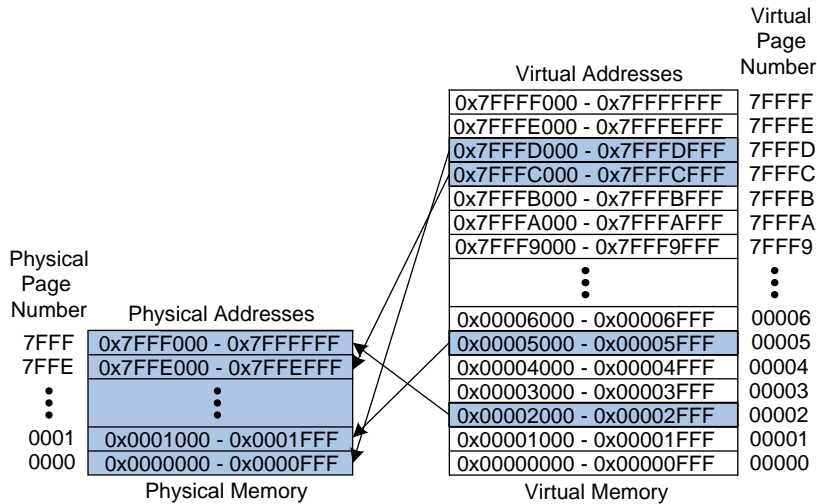 Virtual
Page
Number
Virtual Addresses
0x7FFFF000 - 0x7FFFFFFF 7FFFF
0x7FFFE000 - 0x7FFFEFFF 7FFFE
0x7FFFD000 - 0x7FFFDFFF 7FFFD
0x7FFFC000 - 0x7FFFCFFF 7FFFC
0x7FFFB000 - 0x7FFFBFFF 7FFFB
0x7FFFA000 - 0x7FFFAFFF 7FFFA
0x7FFF9000 - 0x7FFF9FFF 7FFF9
0x00006000 - 0x00006FFF 00006
0x00005000 - 0x00005FFF 00005
0x00004000 - 0x00004FFF 00004
0x00003000 - 0x00003FFF 00003
0x00002000 - 0x00002FFF 00002
0x00001000 - 0x00001FFF 00001
0x00000000 - 0x00000FFF 00000
Virtual Memory
Physical
Page
Number
Physical Addresses
7FFF 0x7FFF000 - 0x7FFFFFF
7FFE 0x7FFE000 - 0x7FFEFFF
0001 0x0001000 - 0x0001FFF
0000 0x0000000 - 0x0000FFF
Physical Memory